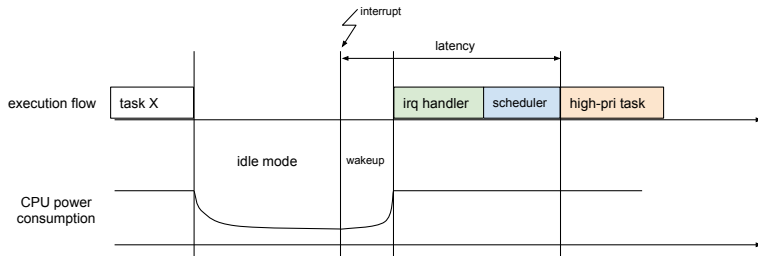 interrupt
latency
execution flow
task X
irq handler
scheduler
high-pri task
idle mode
wakeup
CPU power
consumption